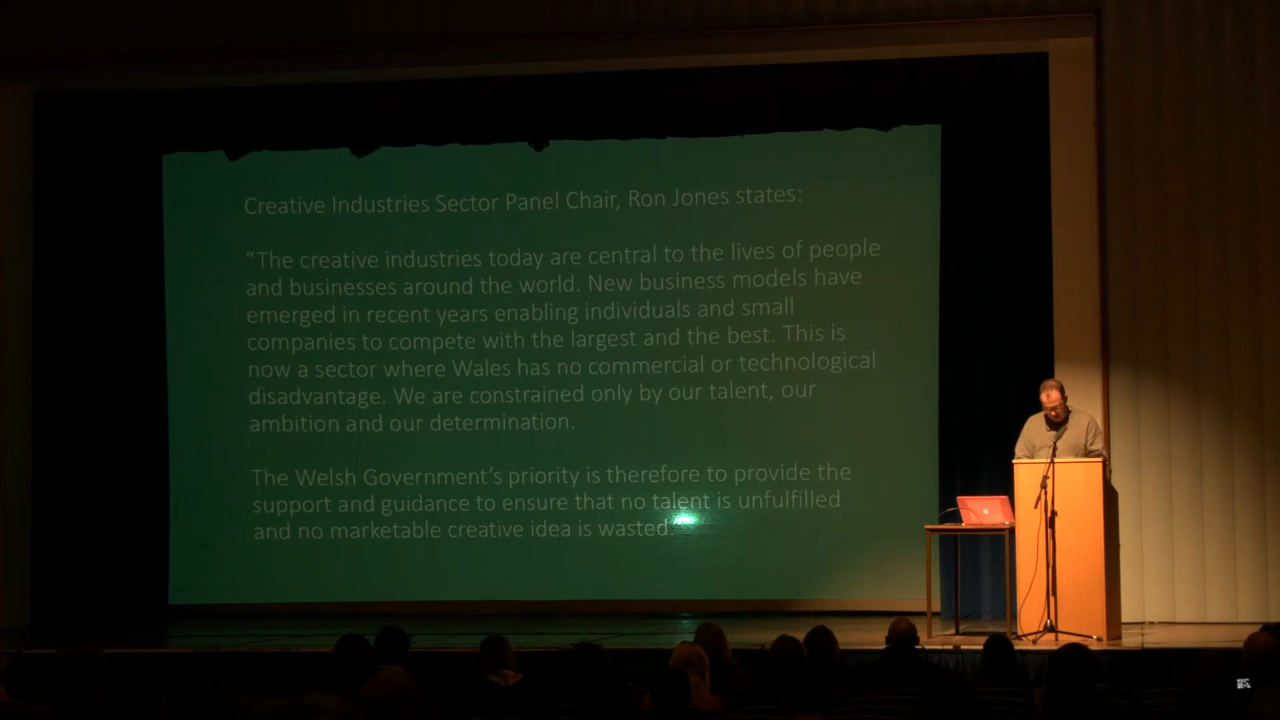 Creative Industries Sector Panel Chair, Ron Jones states:
“The creative industries today are central to the lives of people
and businesses around the world. New business models have
emerged in recent years enabling individuals and small
companies to compete with the largest and the best. This is
now a sector where Wales has no commercial or technological
disadvantage. We are constrained only by our talent, our
ambition and our determination.
The Welsh Government’s priority is therefore to provide the
support and guidance to ensure that no talent is unfulfilled
and no marketable creative idea is wasted.”